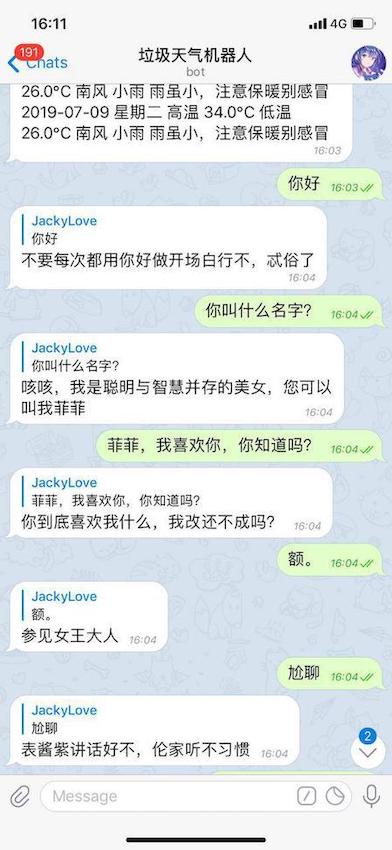 16:11
4G
191
Chats
垃圾天气机器人
bot
26.0°C 南风 小雨 雨虽小，注意保暖别感冒
2019-07-09 星期二 高温 34.0°C 低温
26.0°C 南风 小雨 雨虽小，注意保暖别感冒
16:03
你好 16:03
JackyLove
你好
不要每次都用你好做开场白行不，忒俗了
16:04
你叫什么名字? 16:04
JackyLove
你叫什么名字?
咳咳，我是聪明与智慧并存的美女，您可以
叫我菲菲
16:04
菲菲，我喜欢你，你知道吗? 16:04
JackyLove
菲菲，我喜欢你，你知道吗?
你到底喜欢我什么，我改还不成吗? 16:04
额。 16:04
JackyLove
额。
参见女王大人 16:04
尬聊 16:04
JackyLove
尬聊
表酱紫讲话好不，伦家听不习惯 16:04
2
Message